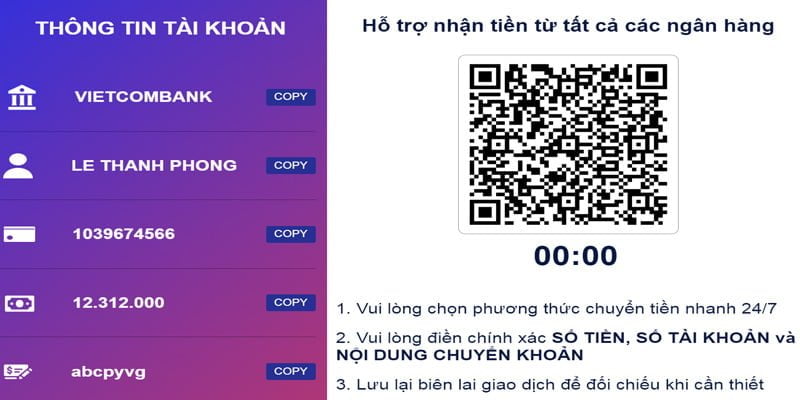 THÔNG TIN TÀI KHOẢN
VIETCOMBANK
COPY
LE THANH PHONG
COPY
1039674566
COPY
12.312.000
COPY
abcpyvg
COPY
Hỗ trợ nhận tiền từ tất cả các ngân hàng
00:00
1. Vui lòng chọn phương thức chuyển tiền nhanh 24/7
2. Vui lòng điền chính xác SỐ TIỀN, SỐ TÀI KHOẢN và
NỘI DUNG CHUYỂN KHOẢN
3. Lưu lại biên lai giao dịch để đối chiếu khi cần thiết